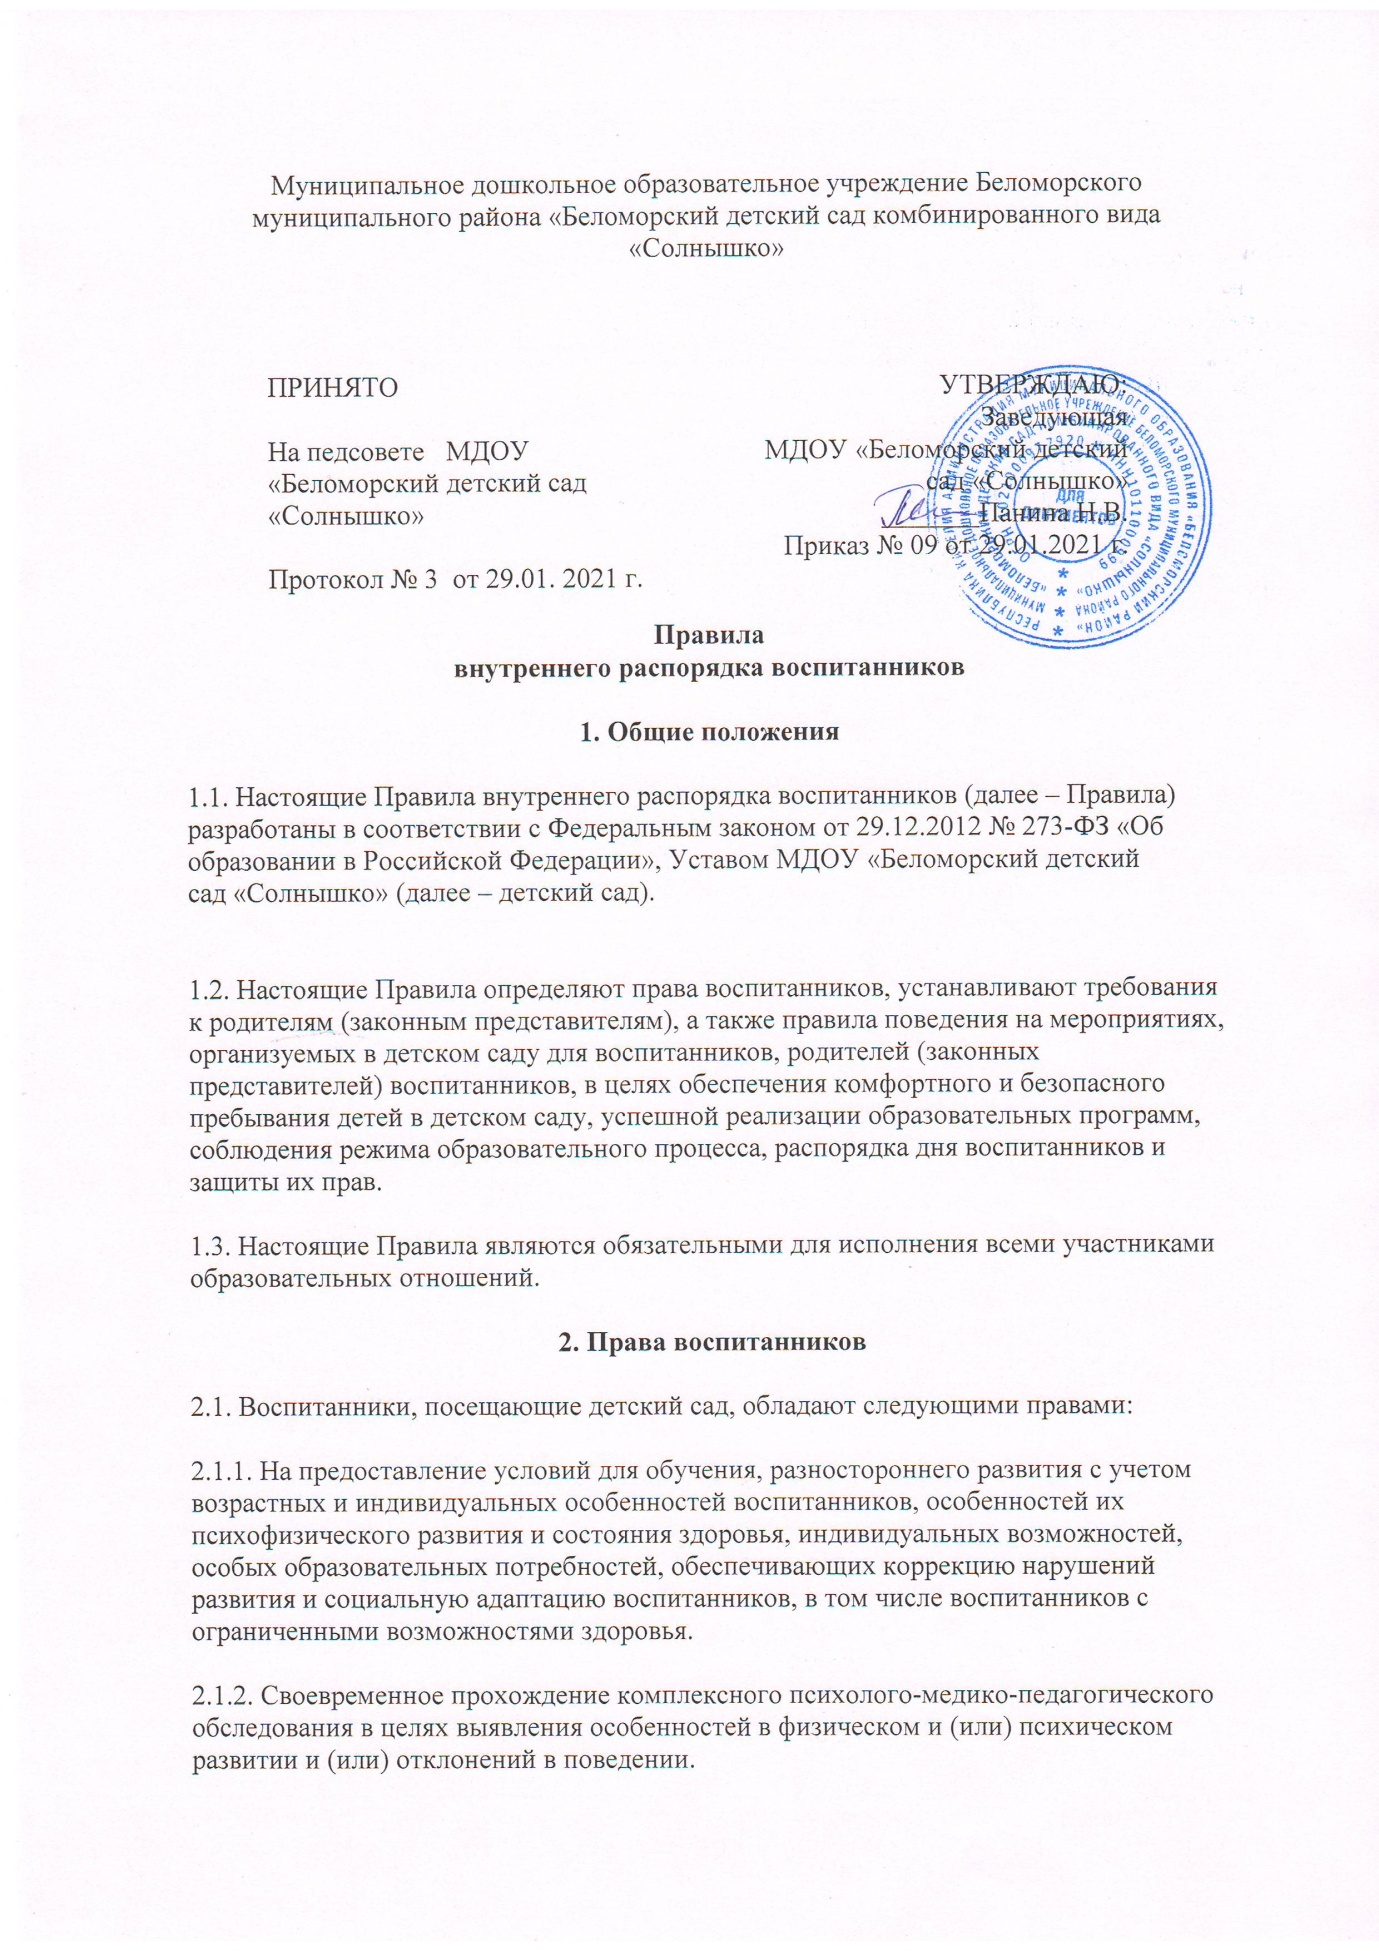 Муниципальное дошкольное образовательное учреждение Беломорского
муниципального района «Беломорский детский сад комбинированного вида
«Солнышко»
ПРИНЯТО
На педсовете МДОУ
«Беломорский детский сад
«Солнышко»
Протокол № 3 от 29.01. 2021 г.
УТВЕРЖДАЮ:
Заведующая
МДОУ «Беломорский детский
сад «Солнышко»
Панина Н.В.
Приказ № 09 от 29.01.2021 г.
ДЛЯ
ДОКУМЕНТОВ
Правила
внутреннего распорядка воспитанников
1. Общие положения
1.1. Настоящие Правила внутреннего распорядка воспитанников (далее – Правила)
разработаны в соответствии с Федеральным законом от 29.12.2012 № 273-ФЗ «Об
образовании в Российской Федерации», Уставом МДОУ «Беломорский детский
сад «Солнышко» (далее – детский сад).
1.2. Настоящие Правила определяют права воспитанников, устанавливают требования
к родителям (законным представителям), а также правила поведения на мероприятиях,
организуемых в детском саду для воспитанников, родителей (законных
представителей) воспитанников, в целях обеспечения комфортного и безопасного
пребывания детей в детском саду, успешной реализации образовательных программ,
соблюдения режима образовательного процесса, распорядка дня воспитанников и
защиты их прав.
1.3. Настоящие Правила являются обязательными для исполнения всеми участниками
образовательных отношений.
2. Права воспитанников
2.1. Воспитанники, посещающие детский сад, обладают следующими правами:
2.1.1. На предоставление условий для обучения, разностороннего развития с учетом
возрастных и индивидуальных особенностей воспитанников, особенностей их
психофизического развития и состояния здоровья, индивидуальных возможностей,
особых образовательных потребностей, обеспечивающих коррекцию нарушений
развития и социальную адаптацию воспитанников, в том числе воспитанников с
ограниченными возможностями здоровья.
2.1.2. Своевременное прохождение комплексного психолого-медико-педагогического
обследования в целях выявления особенностей в физическом и (или) психическом
развитии и (или) отклонений в поведении.